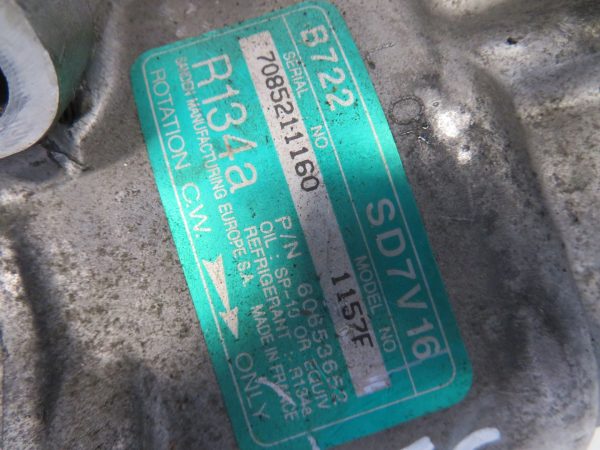 B722 SD7V16
SERIAL NO MODEL NO
7085211160 1157F
R134a
P/N 60653652
OIL : SP-10 OR EQUIV
REFRIGERANT : R134a
SANDEN MANUFACTURING EUROPE S.A. MADE IN FRANCE
ROTATION C.W. ONLY